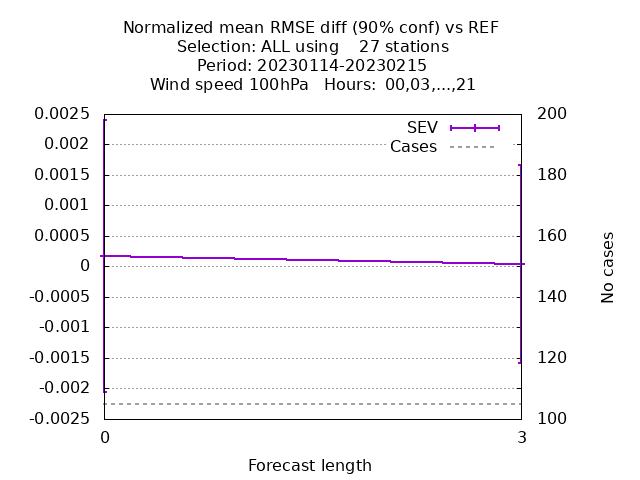 Normalized mean RMSE diff (90% conf) vs REF
Selection: ALL using    27 stations
Period: 20230114-20230215
Wind speed 100hPa   Hours: 00,03,...,21
0.0025
0.002
0.0015
0.001
0.0005
0
-0.0005
-0.001
-0.0015
-0.002
-0.0025
SEV
Cases
200
180
160
140
120
100
No cases
0
3
Forecast length